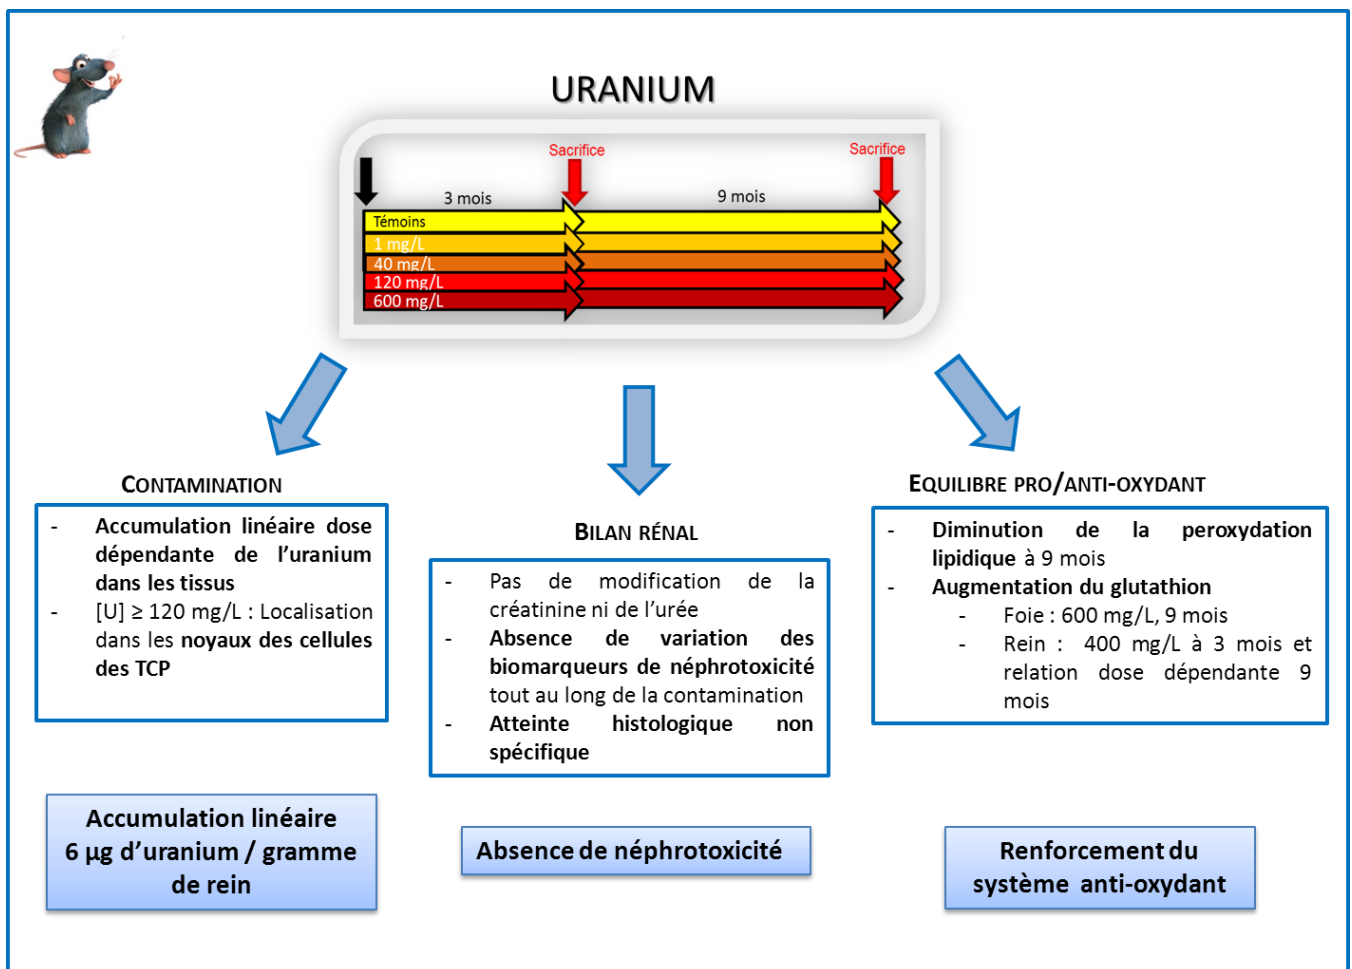 URANIUM
Sacrifice
Sacrifice
3 mois
9 mois
Témoins
1 mg/L
40 mg/L
120 mg/L
600 mg/L
CONTAMINATION
- Accumulation linéaire dose
dépendante de l'uranium
dans les tissus
- [U] ≥ 120 mg/L : Localisation
dans les noyaux des cellules
des TCP
Accumulation linéaire
6 µg d'uranium / gramme
de rein
BILAN RÉNAL
- Pas de modification de la
créatinine ni de l'urée
- Absence de variation des
biomarqueurs de néphrotoxicité
tout au long de la contamination
- Atteinte histologique non
spécifique
Absence de néphrotoxicité
EQUILIBRE PRO/ANTI-OXYDANT
- Diminution de la peroxydation
lipidique à 9 mois
- Augmentation du glutathion
- Foie : 600 mg/L, 9 mois
- Rein : 400 mg/L à 3 mois et
relation dose dépendante 9
mois
Renforcement du
système anti-oxydant